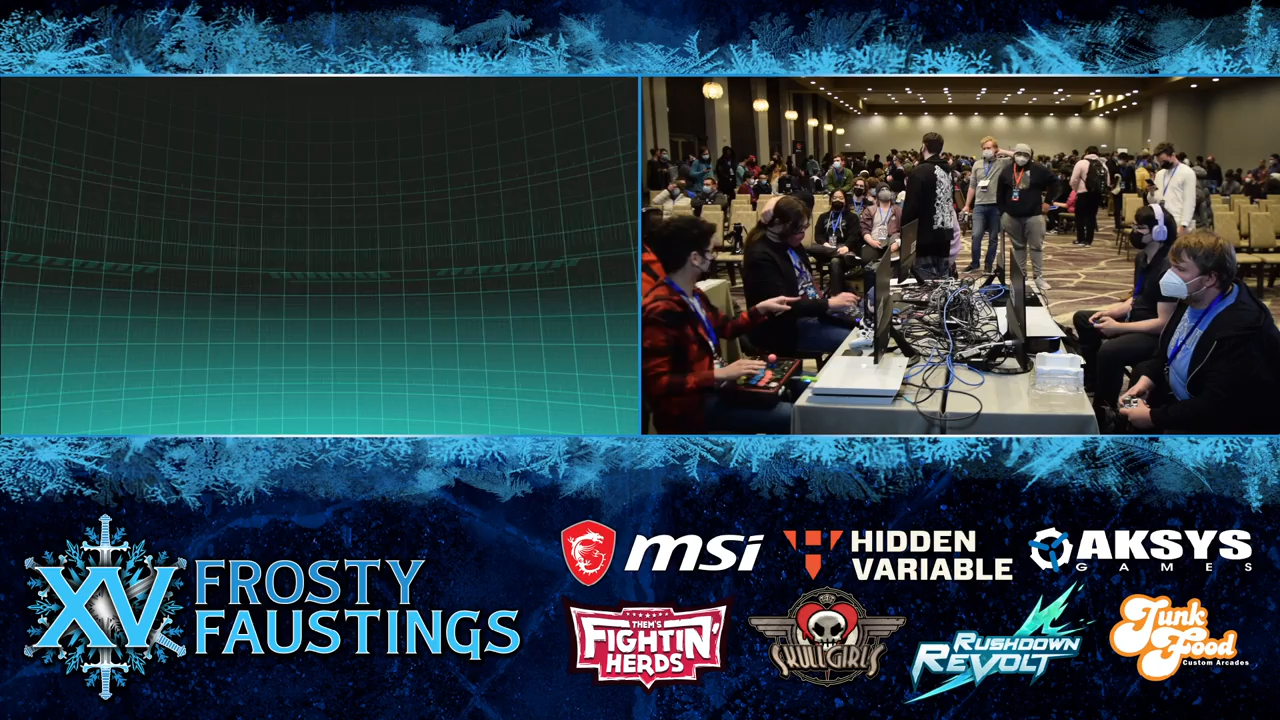 XV
FROSTY
FAUSTINGS
msi
HIDDEN
VARIABLE
AKSYS
GAMES
THEM'S
FIGHTIN'
HERDS
SKULLGIRLS
RUSHDOWN
REVOLT
Junk
Food
Custom Arcades